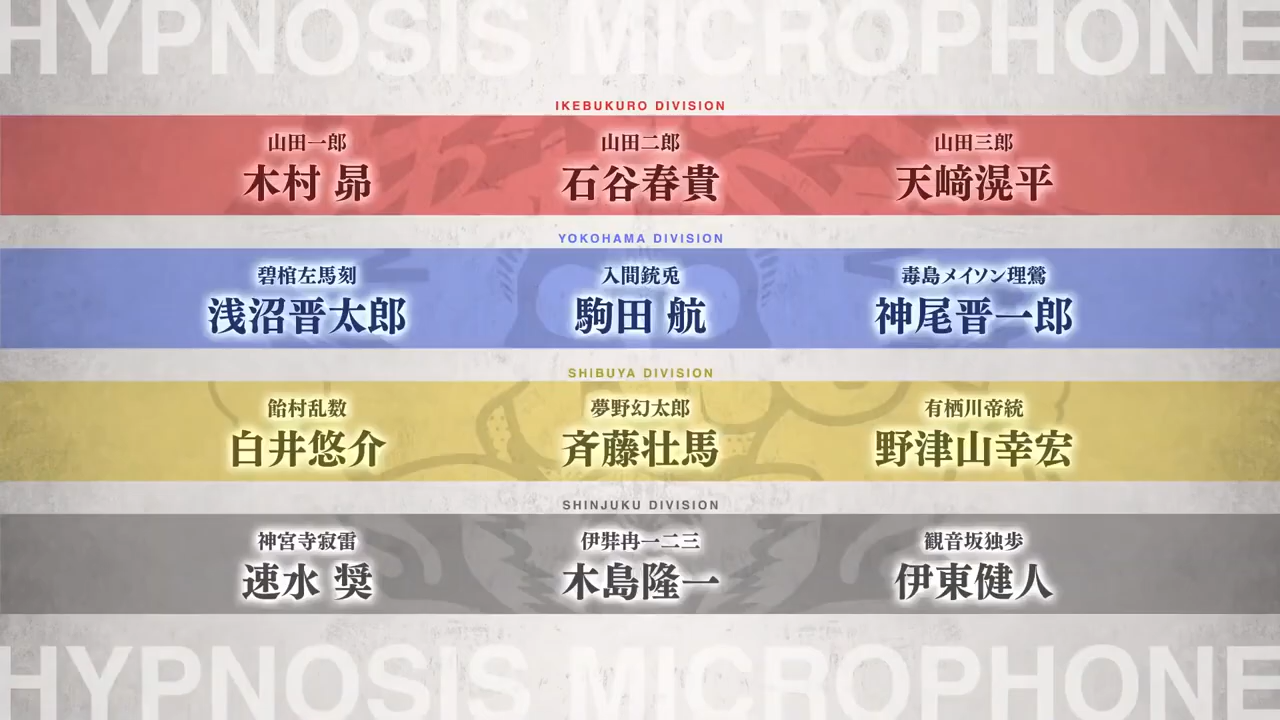 HYPNOSIS MICROPHONE
IKEBUKURO DIVISION
山田一郎 山田二郎 山田三郎
木村 昴 石谷春貴 天﨑滉平
YOKOHAMA DIVISION
碧棺左馬刻 入間銃兎 毒島メイソン理鶯
浅沼晋太郎 駒田 航 神尾晋一郎
SHIBUYA DIVISION
飴村乱数 夢野幻太郎 有栖川帝統
白井悠介 斉藤壮馬 野津山幸宏
SHINJUKU DIVISION
神宮寺寂雷 伊弉冉一二三 観音坂独歩
速水 奨 木島隆一 伊東健人
HYPNOSIS MICROPHONE